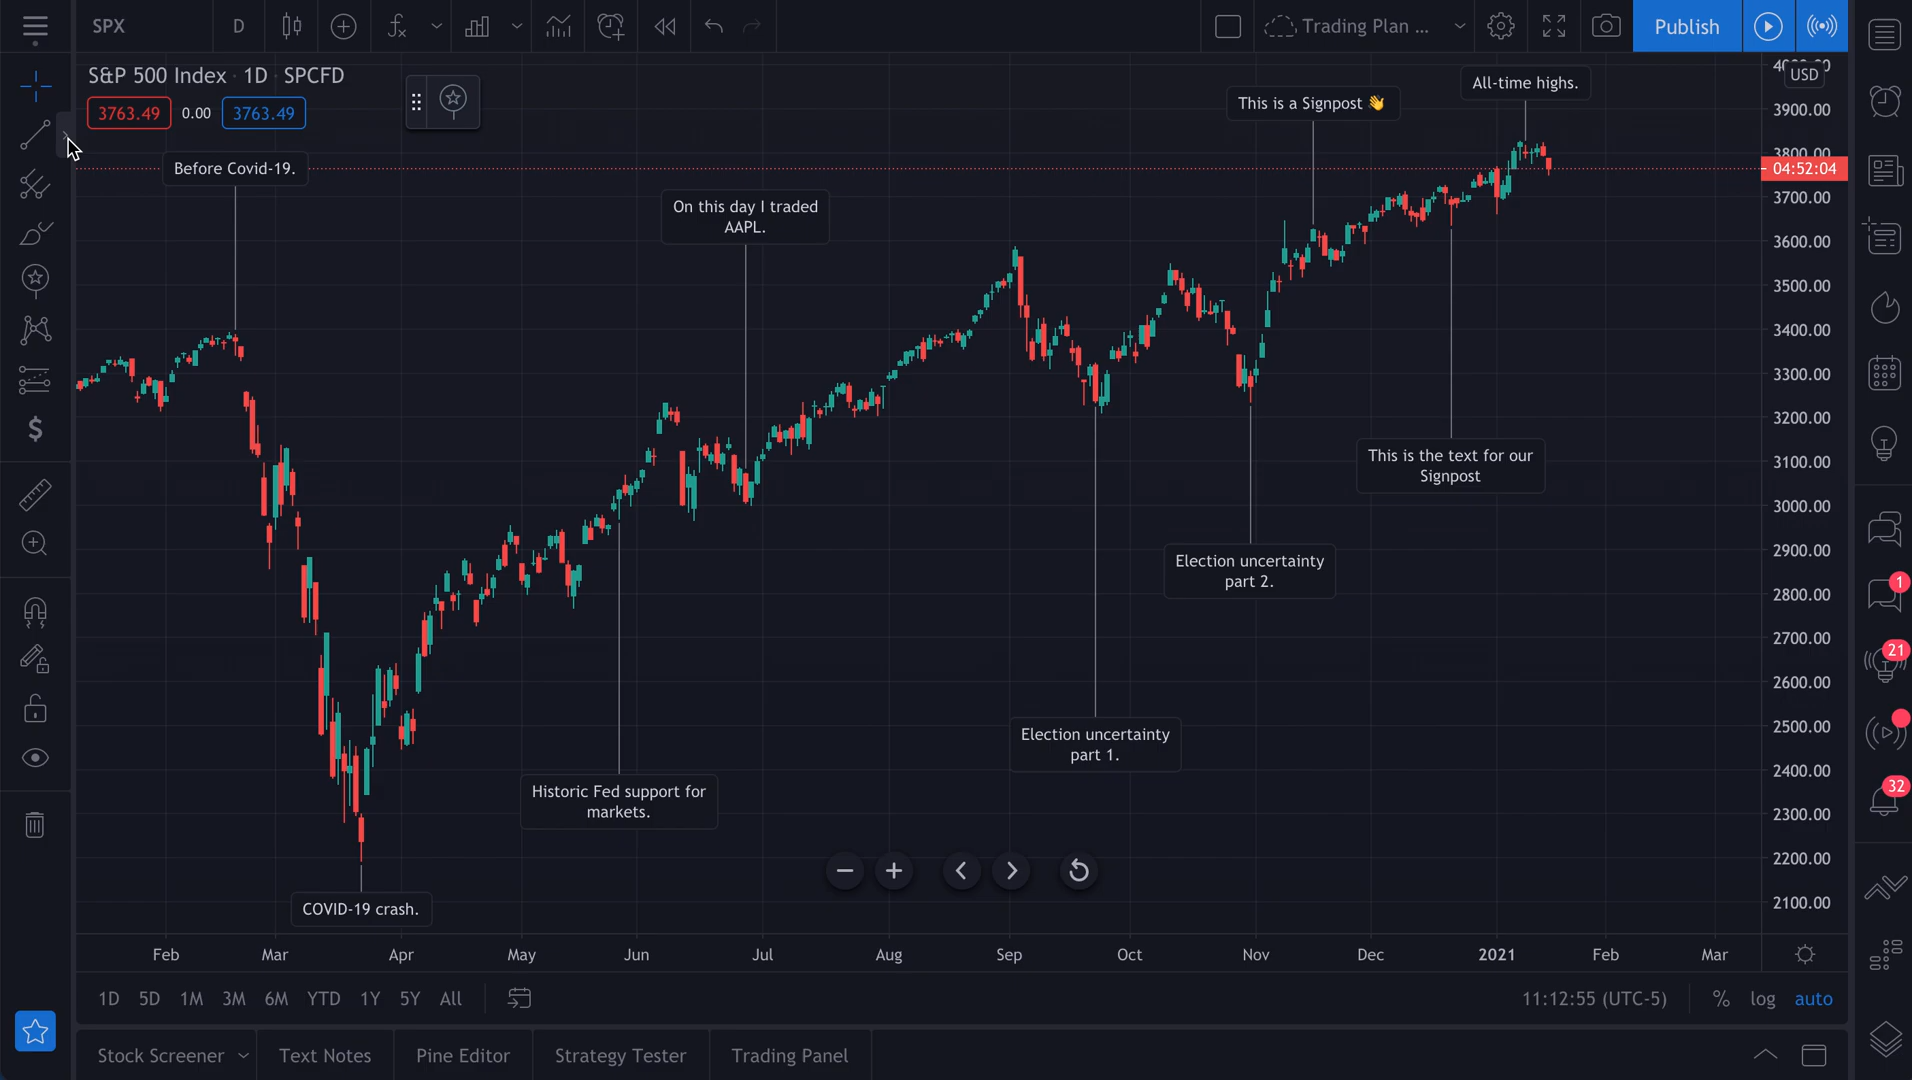 SPX
D
Trading Plan ...
Publish
S&P 500 Index · 1D · SPCFD
3763.49
0.00
3763.49
USD
3900.00
3800.00
04:52:04
3700.00
3600.00
3500.00
3400.00
3300.00
3200.00
3100.00
3000.00
2900.00
2800.00
2700.00
2600.00
2500.00
2400.00
2300.00
2200.00
2100.00
Before Covid-19.
On this day I traded
AAPL.
This is a Signpost 👋
All-time highs.
This is the text for our
Signpost
Election uncertainty
part 2.
Election uncertainty
part 1.
Historic Fed support for
markets.
COVID-19 crash.
Feb
Mar
Apr
May
Jun
Jul
Aug
Sep
Oct
Nov
Dec
2021
Feb
Mar
1D
5D
1M
3M
6M
YTD
1Y
5Y
All
11:12:55 (UTC-5)
%
log
auto
Stock Screener
Text Notes
Pine Editor
Strategy Tester
Trading Panel
1
21
32